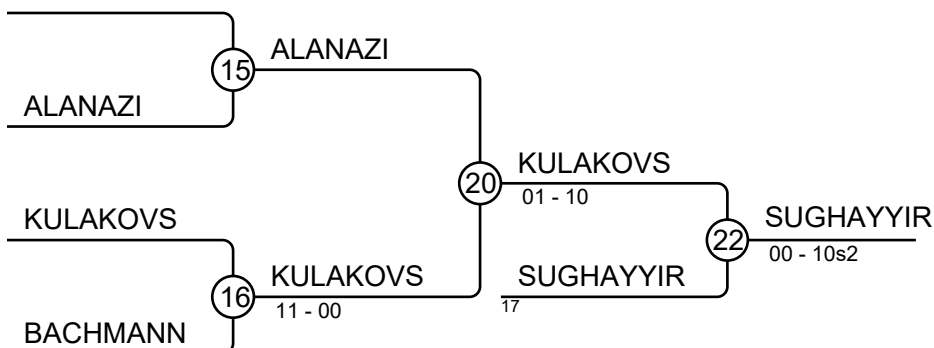 ALANAZI
15
ALANAZI
KULAKOVS
20
01 - 10
KULAKOVS
SUGHAYYIR
22
00 - 10s2
KULAKOVS
SUGHAYYIR
16
11 - 00
17
BACHMANN